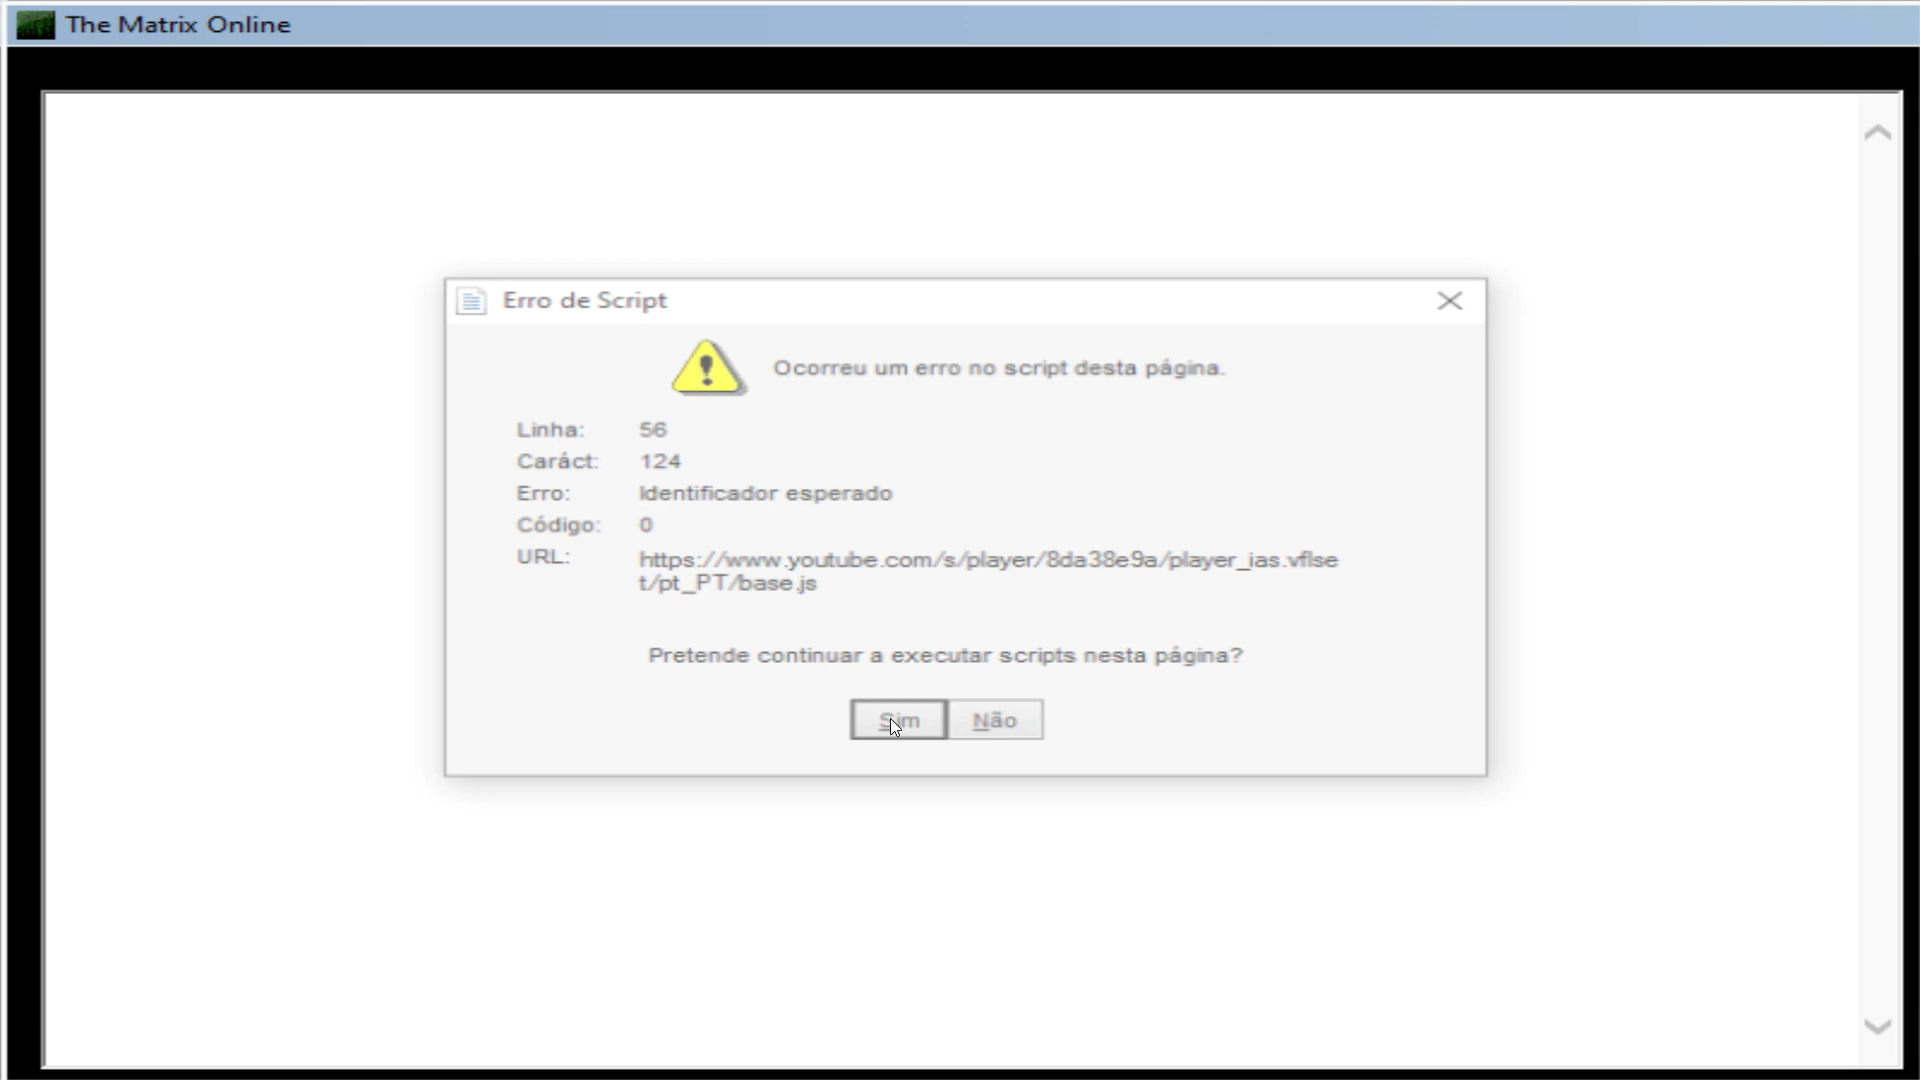 The Matrix Online
Erro de Script
Ocorreu um erro no script desta página.
Linha: 56
Caráct: 124
Erro: Identificador esperado
Código: 0
URL: https://www.youtube.com/s/player/8da38e9a/player_ias.vflse
t/pt_PT/base.js
Pretende continuar a executar scripts nesta página?
Sim Não